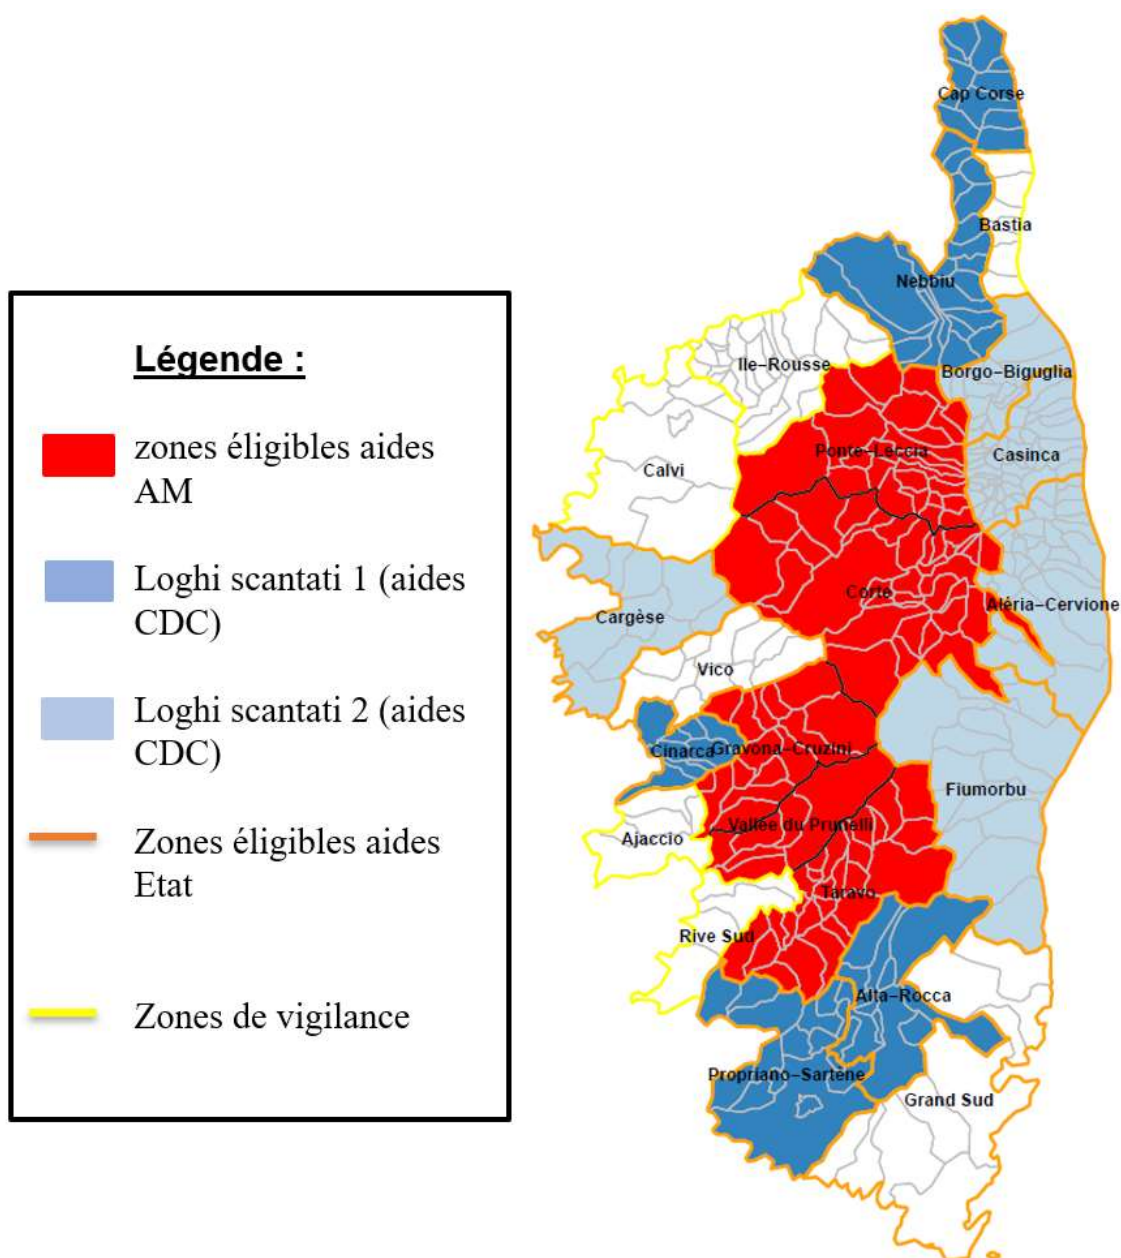 Légende :
zones éligibles aides
AM
Loghi scantati 1 (aides
CDC)
Loghi scantati 2 (aides
CDC)
Zones éligibles aides
Etat
Zones de vigilance
Cap Corse
Bastia
Nebbiu
Ile–Rousse
Borgo–Biguglia
Ponte–Leccia
Casinca
Calvi
Corte
Aléria–Cervione
Cargèse
Vico
Cinarca
Gravona–Cruzini
Fiumorbu
Vallée du Prunelli
Ajaccio
Taravo
Rive Sud
Alta–Rocca
Propriano–Sartène
Grand Sud